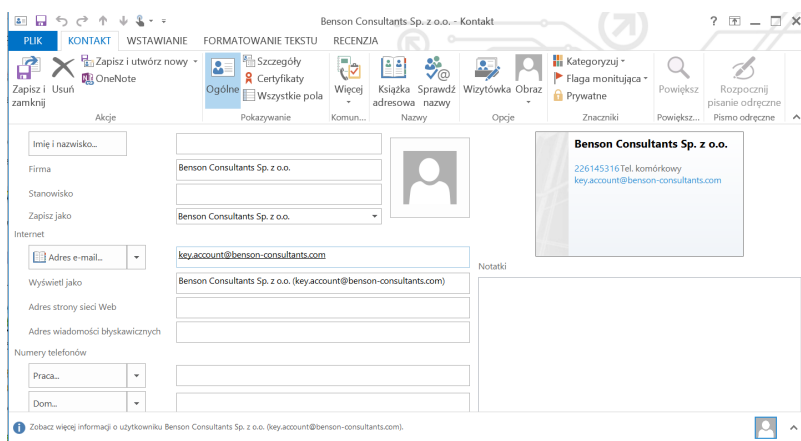 Benson Consultants Sp. z o.o. - Kontakt
?
PLIK KONTAKT WSTAWIANIE FORMATOWANIE TEKSTU RECENZJA
Zapisz i zamknij
Usuń
Zapisz i utwórz nowy
OneNote
Akcje
Ogólne
Szczegóły
Certyfikaty
Wszystkie pola
Pokazywanie
Więcej
Komun...
Książka adresowa
Sprawdź nazwy
Nazwy
Wizytówka
Obraz
Opcje
Kategoryzuj
Flaga monitująca
Prywatne
Znaczniki
Powiększ
Powiększ...
Rozpocznij pisanie odręczne
Pismo odręczne
Imię i nazwisko...
Firma Benson Consultants Sp. z o.o.
Stanowisko
Zapisz jako Benson Consultants Sp. z o.o.
Internet
Adres e-mail... key.account@benson-consultants.com
Wyświetl jako Benson Consultants Sp. z o.o. (key.account@benson-consultants.com)
Adres strony sieci Web
Adres wiadomości błyskawicznych
Numery telefonów
Praca...
Dom...
Benson Consultants Sp. z o.o.
226145316Tel. komórkowy
key.account@benson-consultants.com
Notatki
Zobacz więcej informacji o użytkowniku Benson Consultants Sp. z o.o. (key.account@benson-consultants.com).